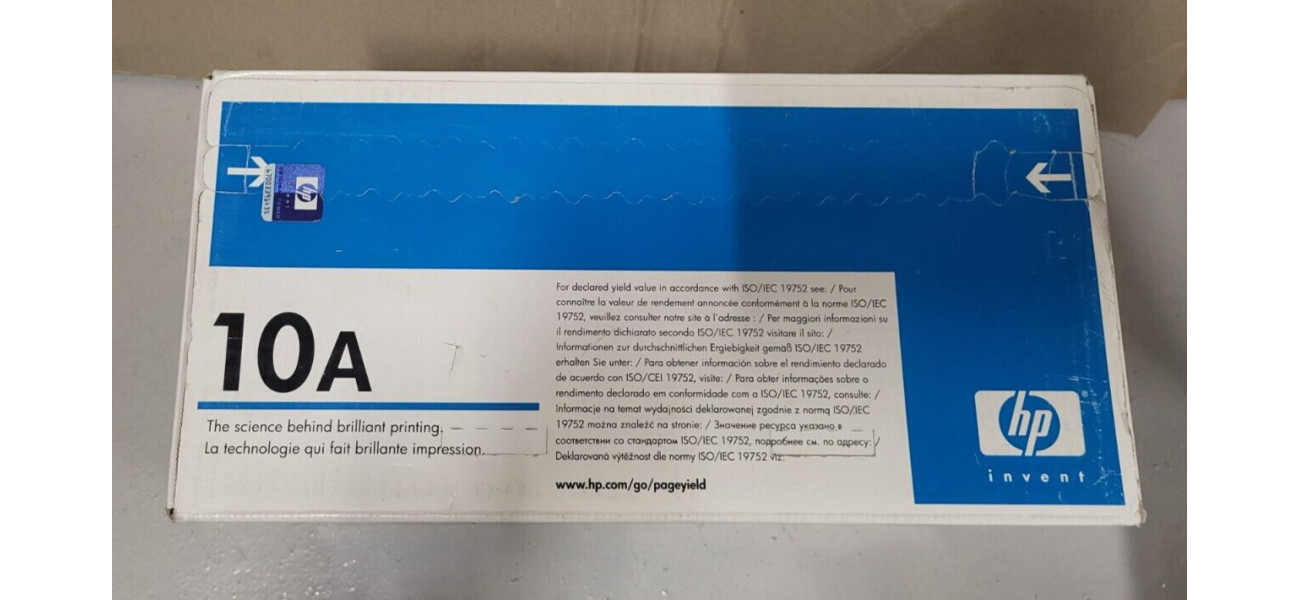 hp
10A
The science behind brilliant printing.
La technologie qui fait brillante impression.
For declared yield value in accordance with ISO/IEC 19752 see: / Pour
connaître la valeur de rendement annoncée conformément à la norme ISO/IEC
19752, veuillez consulter notre site à l'adresse : / Per maggiori informazioni su
il rendimento dichiarato secondo ISO/IEC 19752 visitare il sito: /
Informationen zur durchschnittlichen Ergiebigkeit gemäß ISO/IEC 19752
erhalten Sie unter: / Para obtener información sobre el rendimiento declarado
de acuerdo con ISO/CEI 19752, visite: / Para obter informações sobre o
rendimento declarado em conformidade com a ISO/IEC 19752, consulte: /
Informacje na temat wydajności deklarowanej zgodnie z normą ISO/IEC
19752 można znaleźć na stronie: / Значение ресурса указано в
соответствии со стандартом ISO/IEC 19752, подробнее см. по адресу: /
Deklarovaná výtěžnost dle normy ISO/IEC 19752 viz:
www.hp.com/go/pageyield
hp
invent